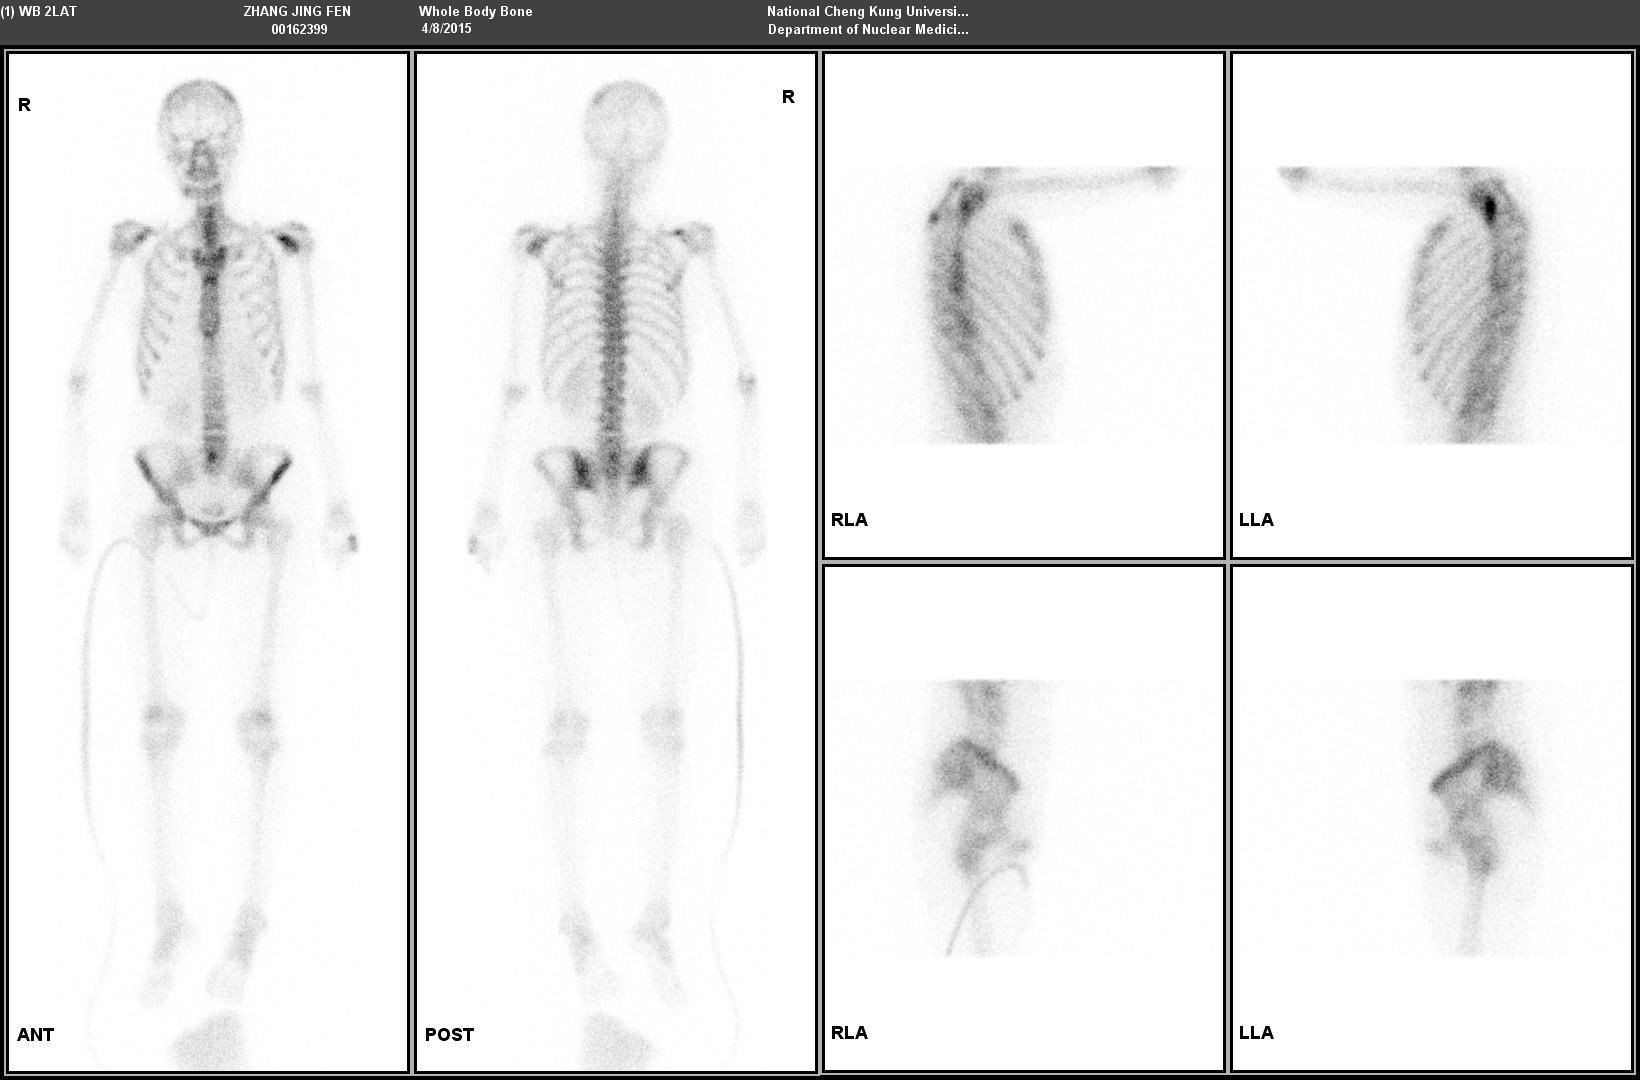 (1) WB 2LAT
ZHANG JING FEN
00162399
Whole Body Bone
4/8/2015
National Cheng Kung Universi...
Department of Nuclear Medici...
R
ANT
R
POST
RLA
LLA
RLA
LLA